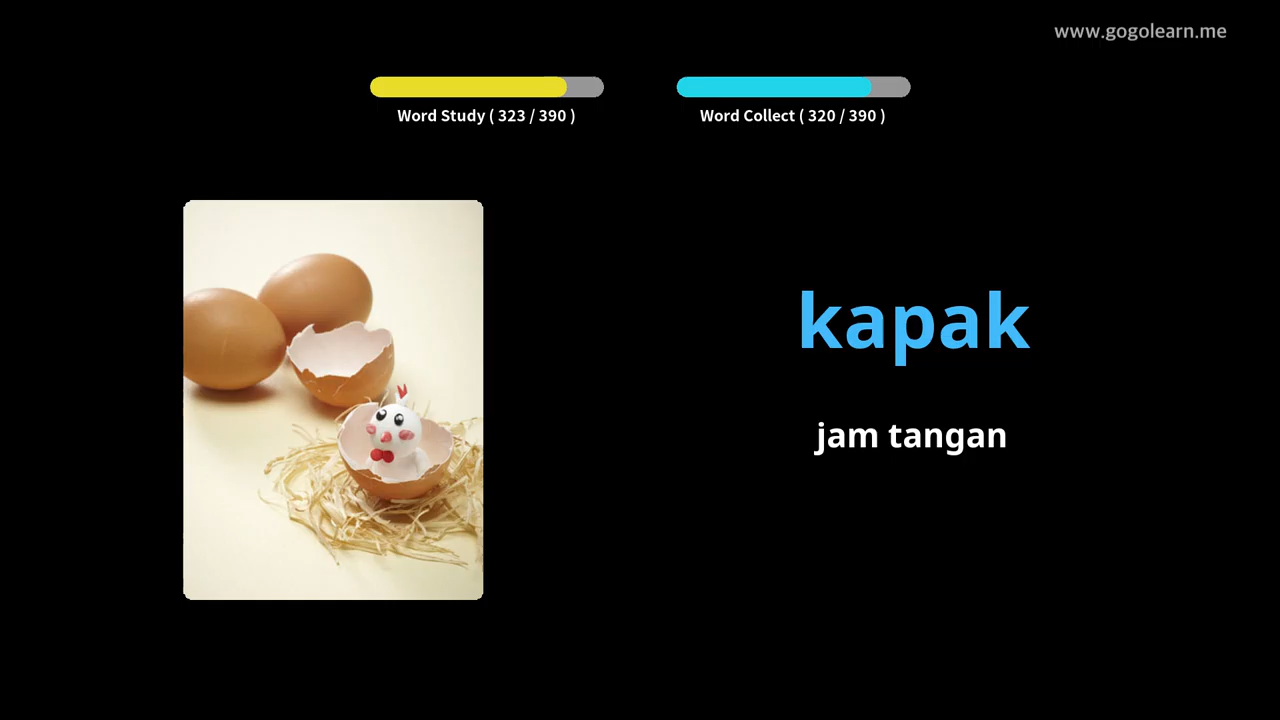 www.gogolearn.me
Word Study ( 323 / 390 )
Word Collect ( 320 / 390 )
kapak
jam tangan